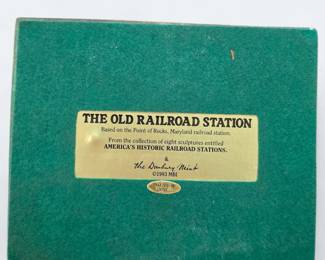 THE OLD RAILROAD STATION
Based on the Point of Rocks, Maryland railroad station.
From the collection of eight sculptures entitled
AMERICA'S HISTORIC RAILROAD STATIONS.
&
the Danbury Mint
©1983 MBI